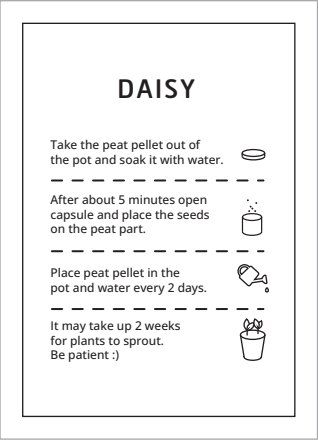 DAISY
Take the peat pellet out of
the pot and soak it with water.
After about 5 minutes open
capsule and place the seeds
on the peat part.
Place peat pellet in the
pot and water every 2 days.
It may take up 2 weeks
for plants to sprout.
Be patient :)